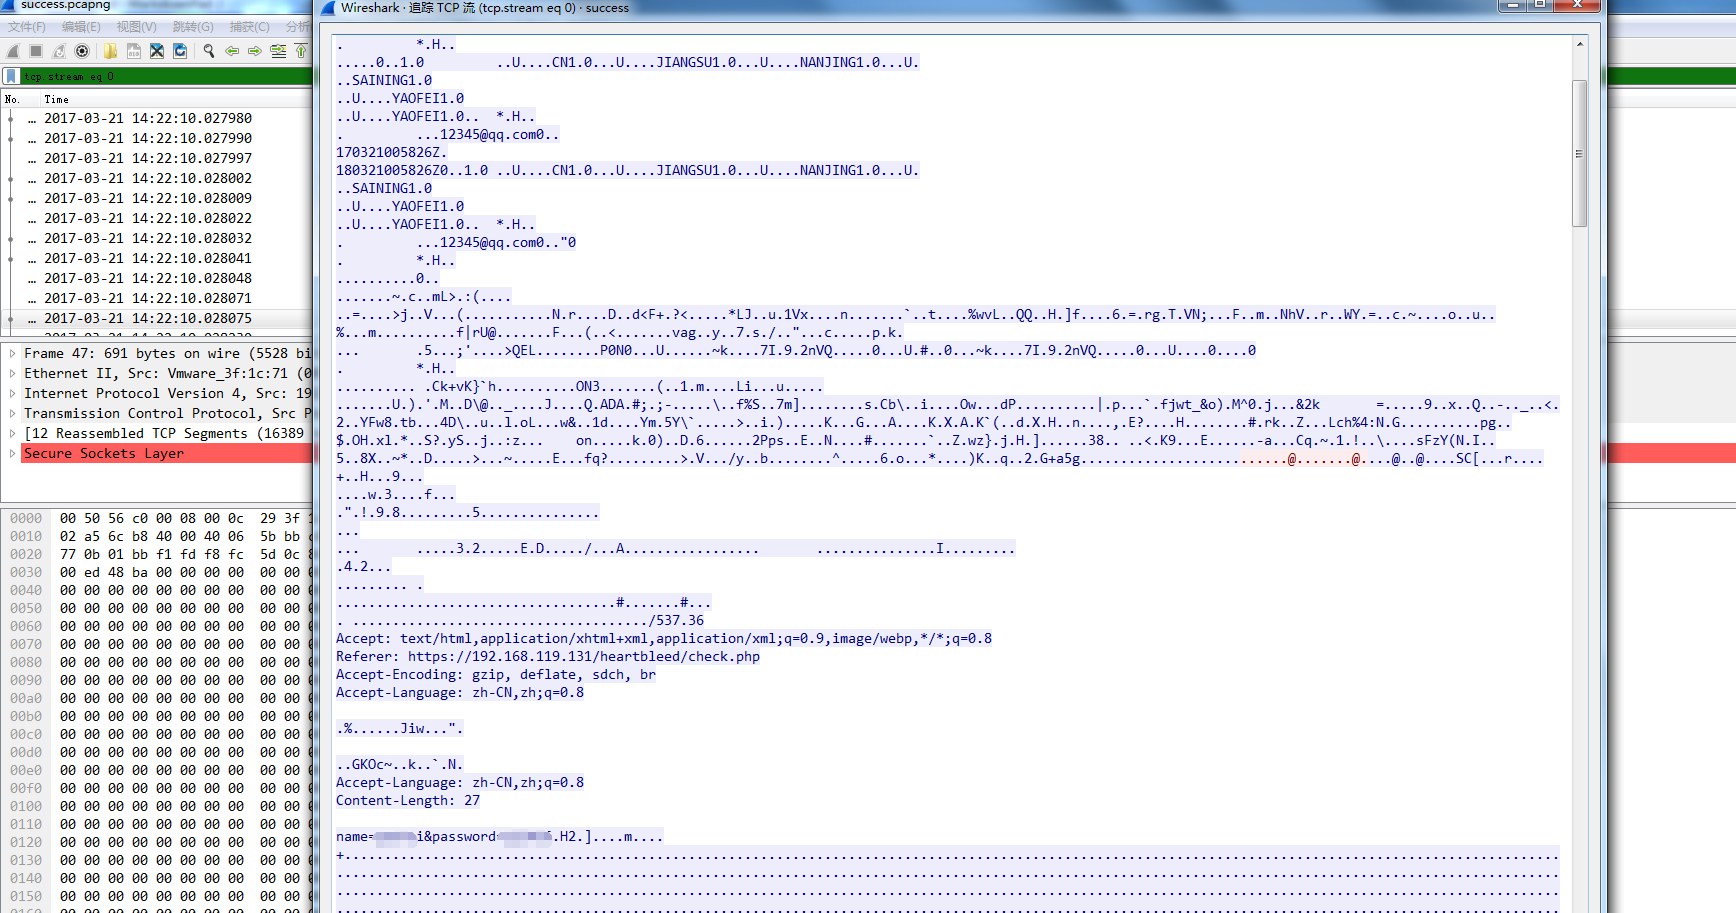 success.pcapng
Wireshark · 追踪 TCP 流 (tcp.stream eq 0) · success
文件(F) 编辑(E) 视图(V) 跳转(G) 捕获(C) 分析
tcp.stream eq 0
No. Time
... 2017-03-21 14:22:10.027980
... 2017-03-21 14:22:10.027990
... 2017-03-21 14:22:10.027997
... 2017-03-21 14:22:10.028002
... 2017-03-21 14:22:10.028009
... 2017-03-21 14:22:10.028022
... 2017-03-21 14:22:10.028032
... 2017-03-21 14:22:10.028041
... 2017-03-21 14:22:10.028048
... 2017-03-21 14:22:10.028071
... 2017-03-21 14:22:10.028075
Frame 47: 691 bytes on wire (5528 bi
Ethernet II, Src: Vmware_3f:1c:71 (0
Internet Protocol Version 4, Src: 19
Transmission Control Protocol, Src P
[12 Reassembled TCP Segments (16389
Secure Sockets Layer
0000 00 50 56 c0 00 08 00 0c 29 3f
0010 02 a5 6c b8 40 00 40 06 5b bb
0020 77 0b 01 bb f1 fd f8 fc 5d 0c
0030 00 ed 48 ba 00 00 00 00 00 00
0040 00 00 00 00 00 00 00 00 00 00
0050 00 00 00 00 00 00 00 00 00 00
0060 00 00 00 00 00 00 00 00 00 00
0070 00 00 00 00 00 00 00 00 00 00
0080 00 00 00 00 00 00 00 00 00 00
0090 00 00 00 00 00 00 00 00 00 00
00a0 00 00 00 00 00 00 00 00 00 00
00b0 00 00 00 00 00 00 00 00 00 00
00c0 00 00 00 00 00 00 00 00 00 00
00d0 00 00 00 00 00 00 00 00 00 00
00e0 00 00 00 00 00 00 00 00 00 00
00f0 00 00 00 00 00 00 00 00 00 00
0100 00 00 00 00 00 00 00 00 00 00
0110 00 00 00 00 00 00 00 00 00 00
0120 00 00 00 00 00 00 00 00 00 00
0130 00 00 00 00 00 00 00 00 00 00
0140 00 00 00 00 00 00 00 00 00 00
0150 00 00 00 00 00 00 00 00 00 00
. *.H..
.....0..1.0 ..U....CN1.0...U....JIANGSU1.0...U....NANJING1.0...U.
..SAINING1.0
..U....YAOFEI1.0
..U....YAOFEI1.0.. *.H..
. ...12345@qq.com0..
170321005826Z.
180321005826Z0..1.0 ..U....CN1.0...U....JIANGSU1.0...U....NANJING1.0...U.
..SAINING1.0
..U....YAOFEI1.0
..U....YAOFEI1.0.. *.H..
. ...12345@qq.com0.."0
. *.H..
..........0..
.......~.c..mL>.:(....
..=....>j..V...(...........N.r....D..d<F+.?<.....*LJ..u.1Vx....n.......`..t....%wvL..QQ..H.]f....6.=.rg.T.VN;...F..m..NhV..r..WY.=..c.~....o..u..
%...m..........f|rU@.......F...(..<.......vag..y..7.s./.."...c.....p.k.
... .5...;'....>QEL........P0N0...U......~k....7I.9.2nVQ.....0...U.#..0...~k....7I.9.2nVQ.....0...U....0....0
. *.H..
.......... .Ck+vK}`h..........ON3.......(..1.m....Li...u.....
.......U.).'.M..D\@.._....J....Q.ADA.#;.;-.....\..f%S..7m]........s.Cb\..i....Ow...dP..........|.p...`.fjwt_&o).M^0.j...&2k =.....9..x..Q..-.._..<.
2..YFw8.tb...4D\..u..l.oL...w&..1d....Ym.5Y\`.....>..i.).....K...G...A....K.X.A.K`(..d.X.H..n....,.E?....H........#.rk..Z...Lch%4:N.G..........pg..
$.OH.xl.*..S?.yS..j..:z... on.....k.0)..D.6......2Pps..E..N....#.......`..Z.wz}.j.H.]......38.. ..<.K9...E......-a...Cq.~.1.!..\....sFzY(N.I..
5..8X..~*..D.....>...~.....E...fq?.........>.V.../y..b........^.....6.o...*....)K..q..2.G+a5g..........................@.......@....@..@....SC[...r....
+..H...9...
....w.3....f...
.".!.9.8.........5...............
...
... .....3.2.....E.D...../...A................. ...............I.........
.4.2...
......... .
...................................#.......#...
. ....................................../537.36
Accept: text/html,application/xhtml+xml,application/xml;q=0.9,image/webp,*/*;q=0.8
Referer: https://192.168.119.131/heartbleed/check.php
Accept-Encoding: gzip, deflate, sdch, br
Accept-Language: zh-CN,zh;q=0.8
.%......Jiw...".
..GKOc~..k..`.N.
Accept-Language: zh-CN,zh;q=0.8
Content-Length: 27
name= i&password= .H2.]....m....